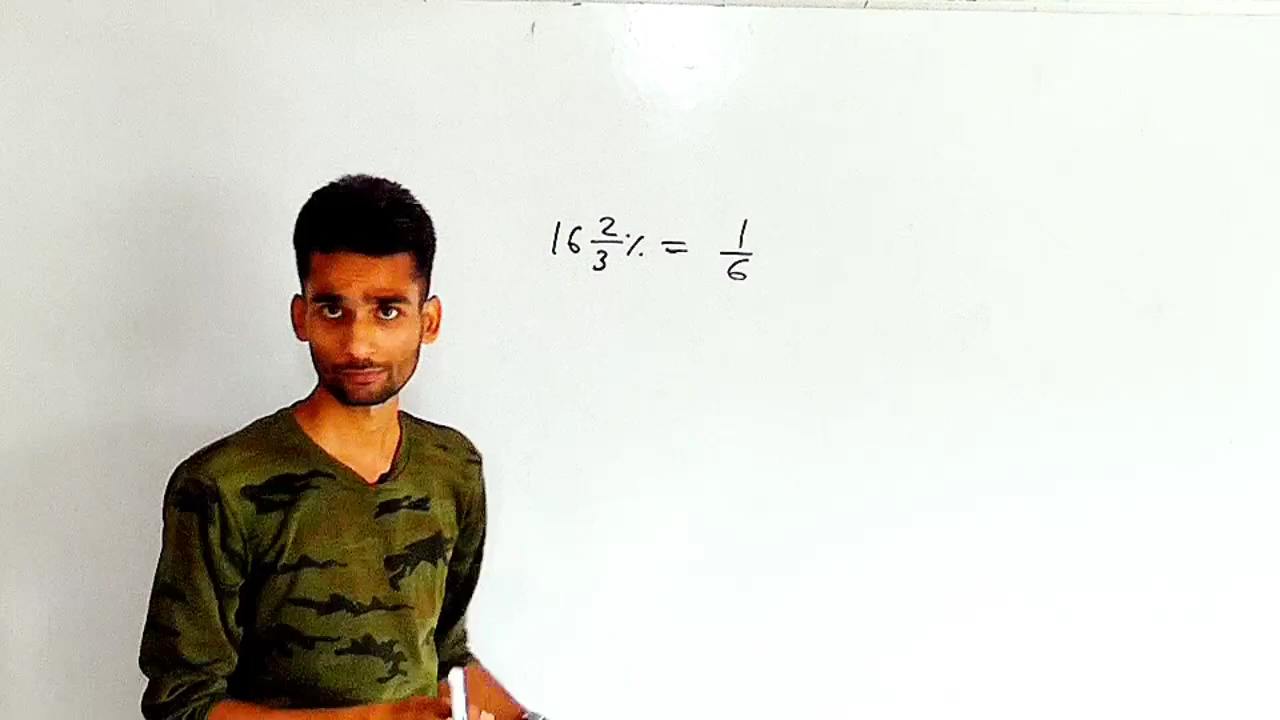 16 2/3 % = 1/6